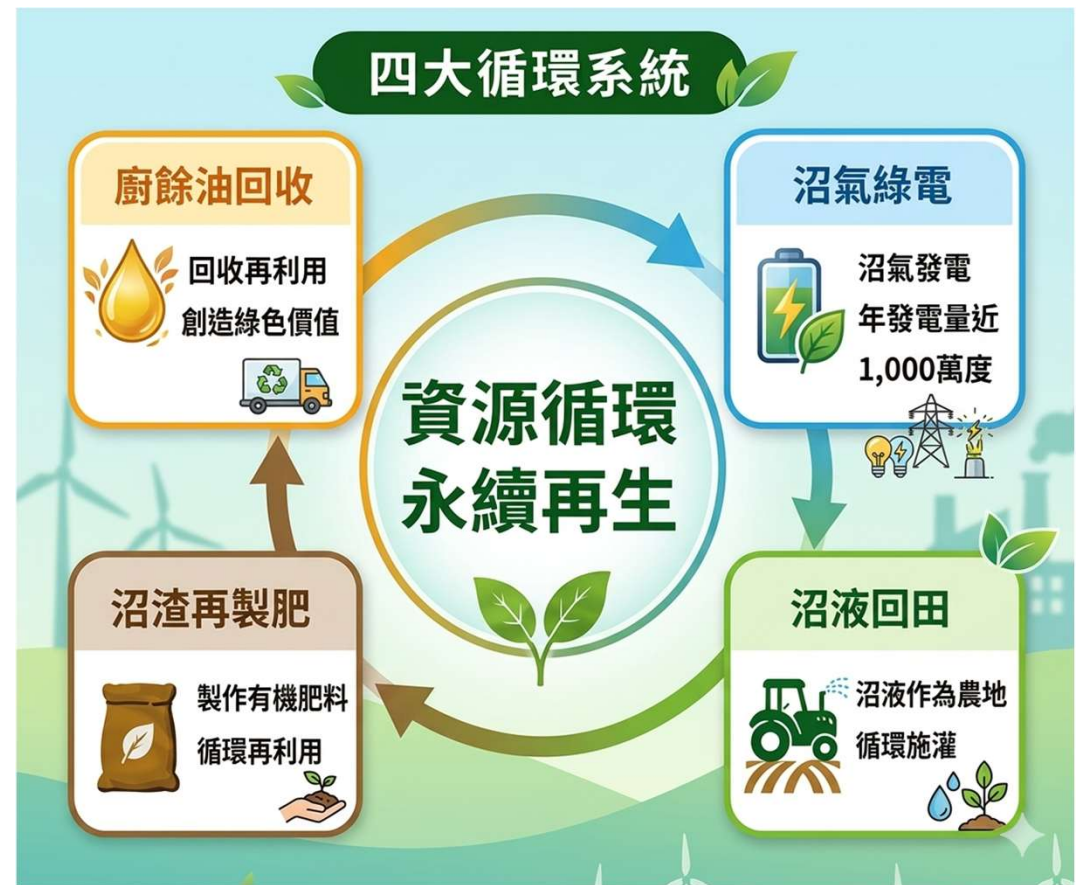 四大循環系統
廚餘油回收
回收再利用
創造綠色價值
沼氣綠電
沼氣發電
年發電量近
1,000萬度
資源循環
永續再生
沼渣再製肥
製作有機肥料
循環再利用
沼液回田
沼液作為農地
循環施灌